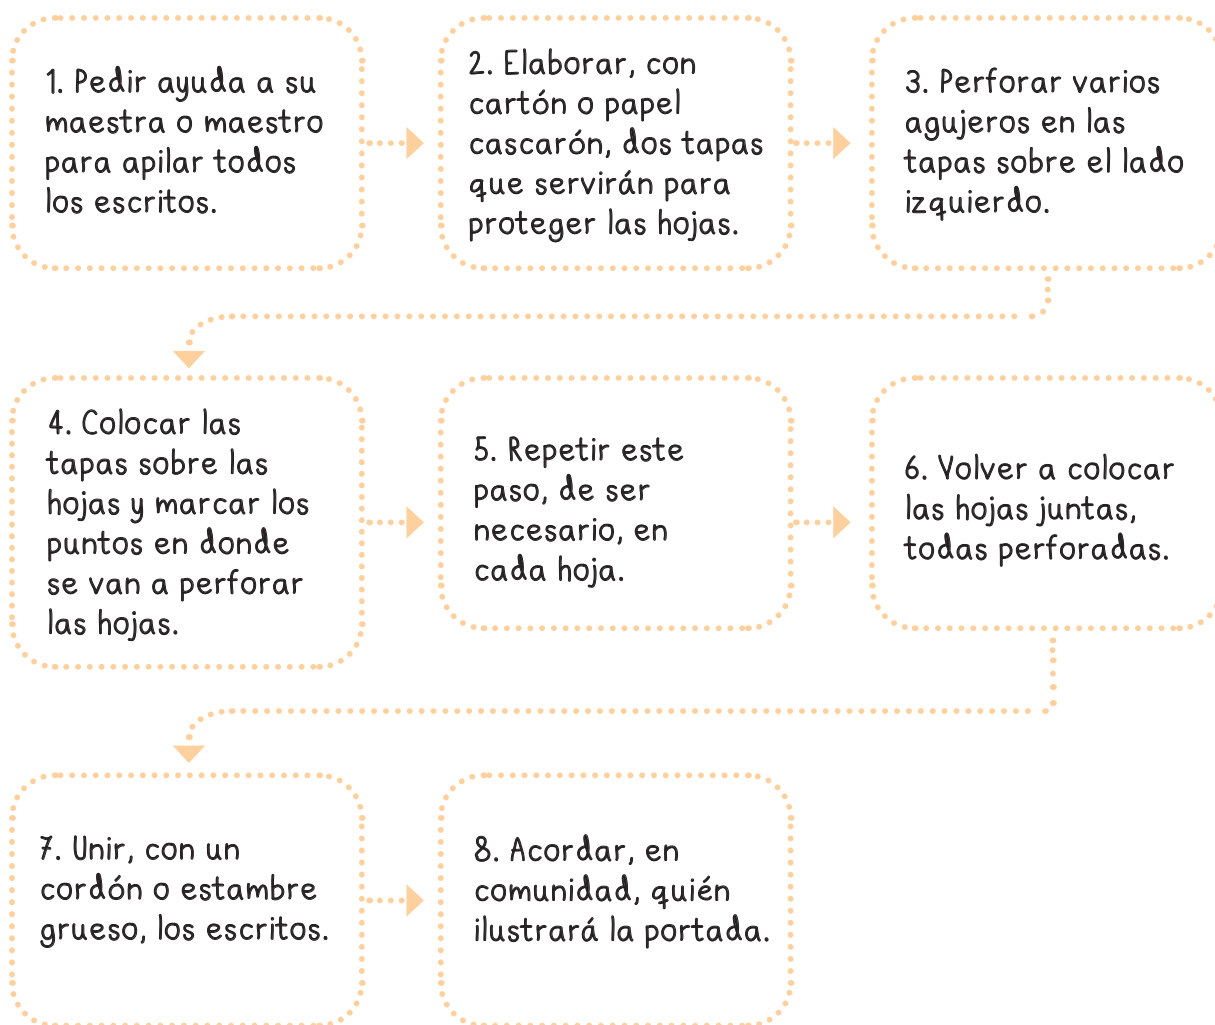 1. Pedir ayuda a su
maestra o maestro
para apilar todos
los escritos.
2. Elaborar, con
cartón o papel
cascarón, dos tapas
que servirán para
proteger las hojas.
3. Perforar varios
agujeros en las
tapas sobre el lado
izquierdo.
4. Colocar las
tapas sobre las
hojas y marcar los
puntos en donde
se van a perforar
las hojas.
5. Repetir este
paso, de ser
necesario, en
cada hoja.
6. Volver a colocar
las hojas juntas,
todas perforadas.
7. Unir, con un
cordón o estambre
grueso, los escritos.
8. Acordar, en
comunidad, quién
ilustrará la portada.